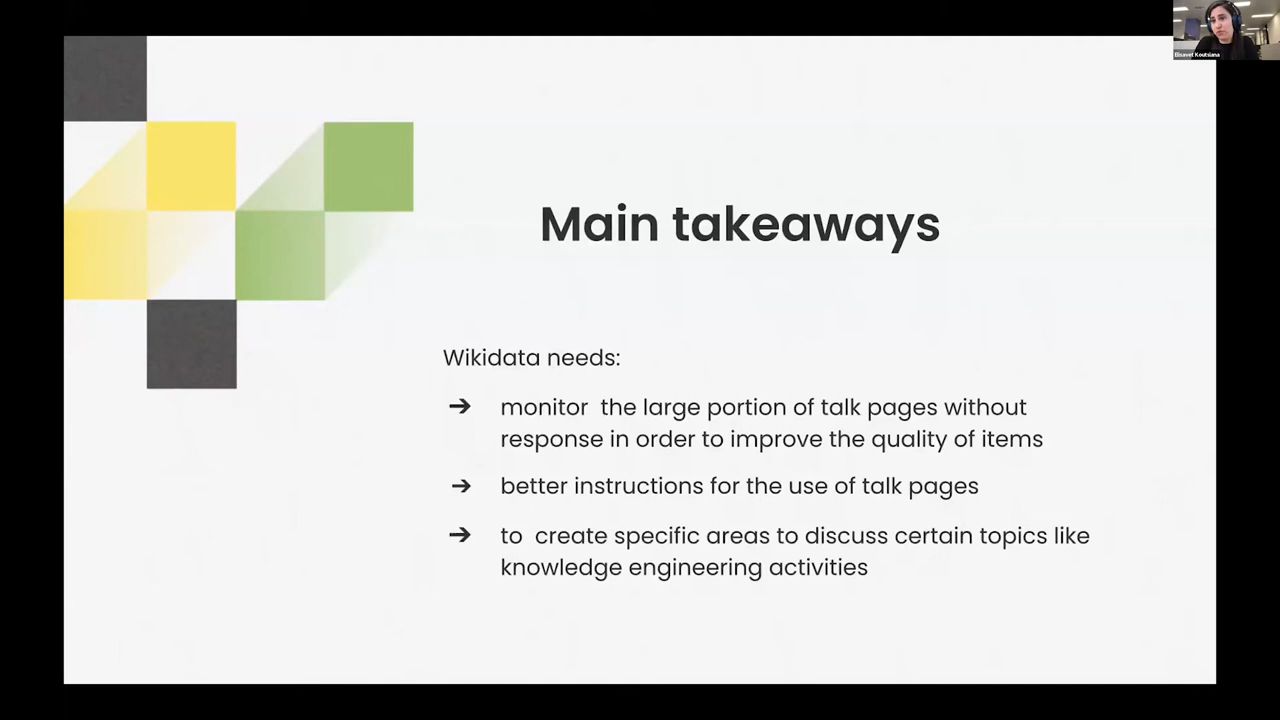 Elisavet Koutsiana
Main takeaways
Wikidata needs:
➔ monitor  the large portion of talk pages without
response in order to improve the quality of items
➔ better instructions for the use of talk pages
➔ to  create specific areas to discuss certain topics like
knowledge engineering activities